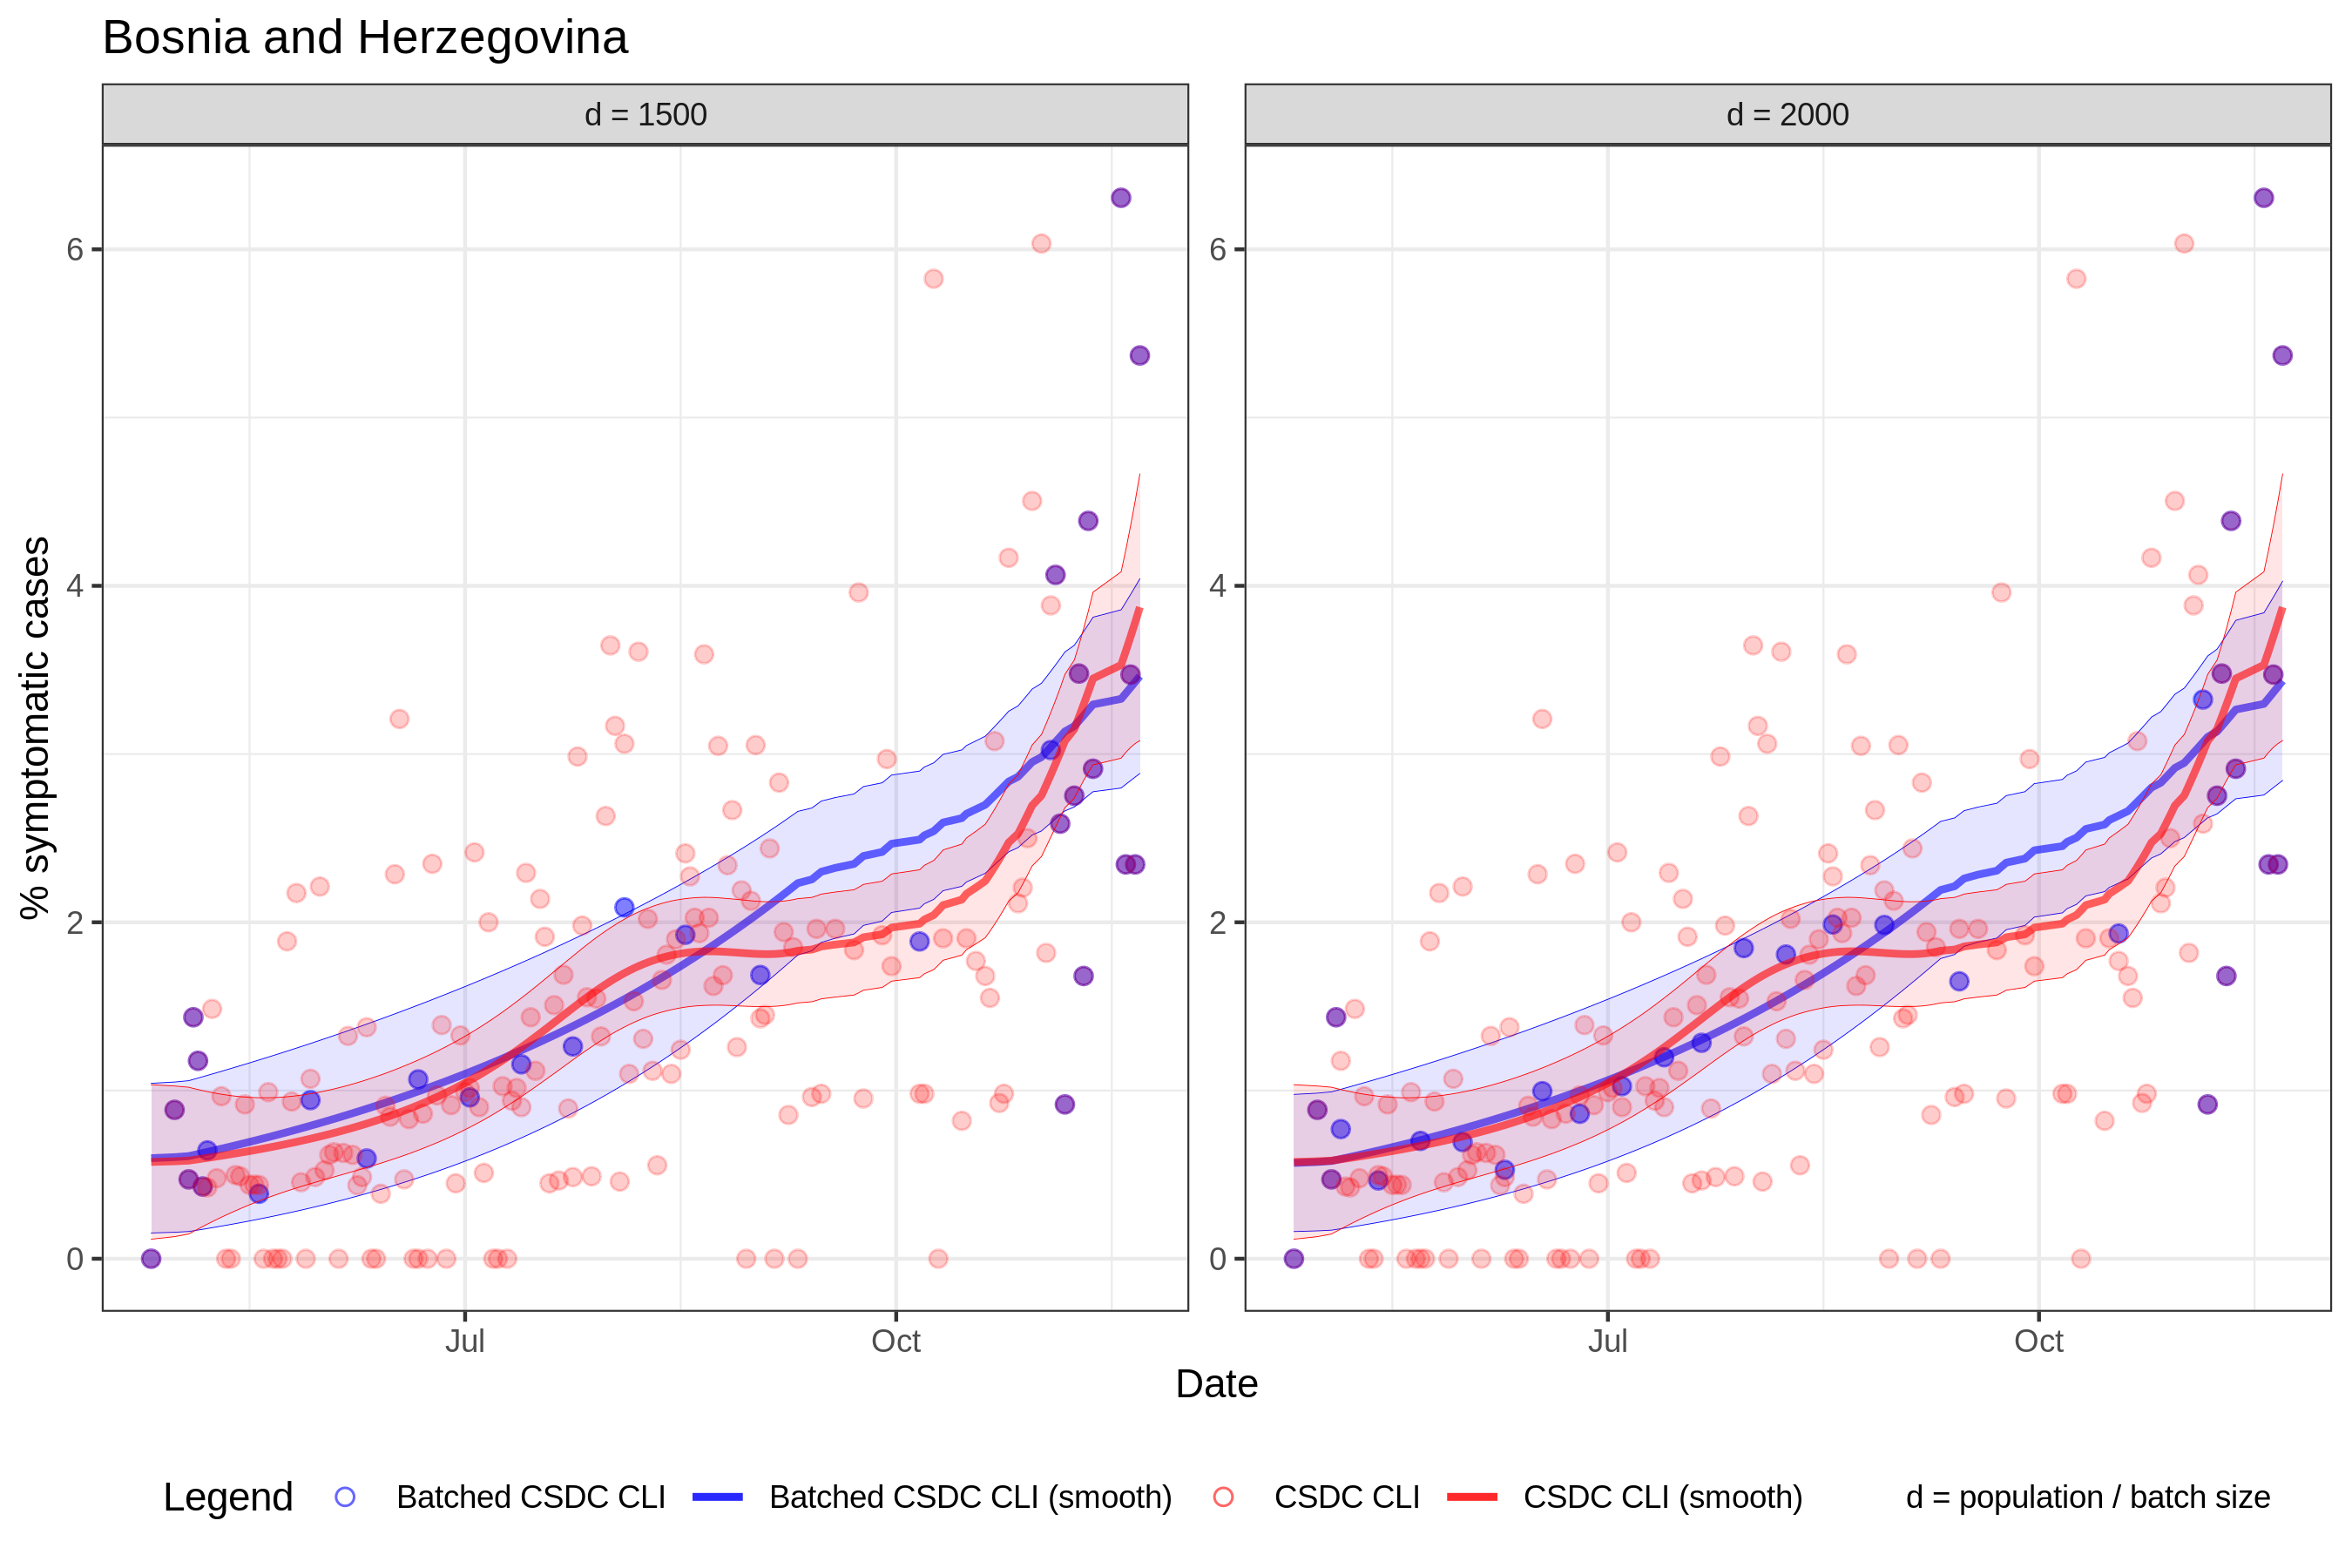 Bosnia and Herzegovina
d = 1500
d = 2000
% symptomatic cases
6
4
2
0
6
4
2
0
Jul
Oct
Jul
Oct
Date
Legend
Batched CSDC CLI
Batched CSDC CLI (smooth)
CSDC CLI
CSDC CLI (smooth)
d = population / batch size